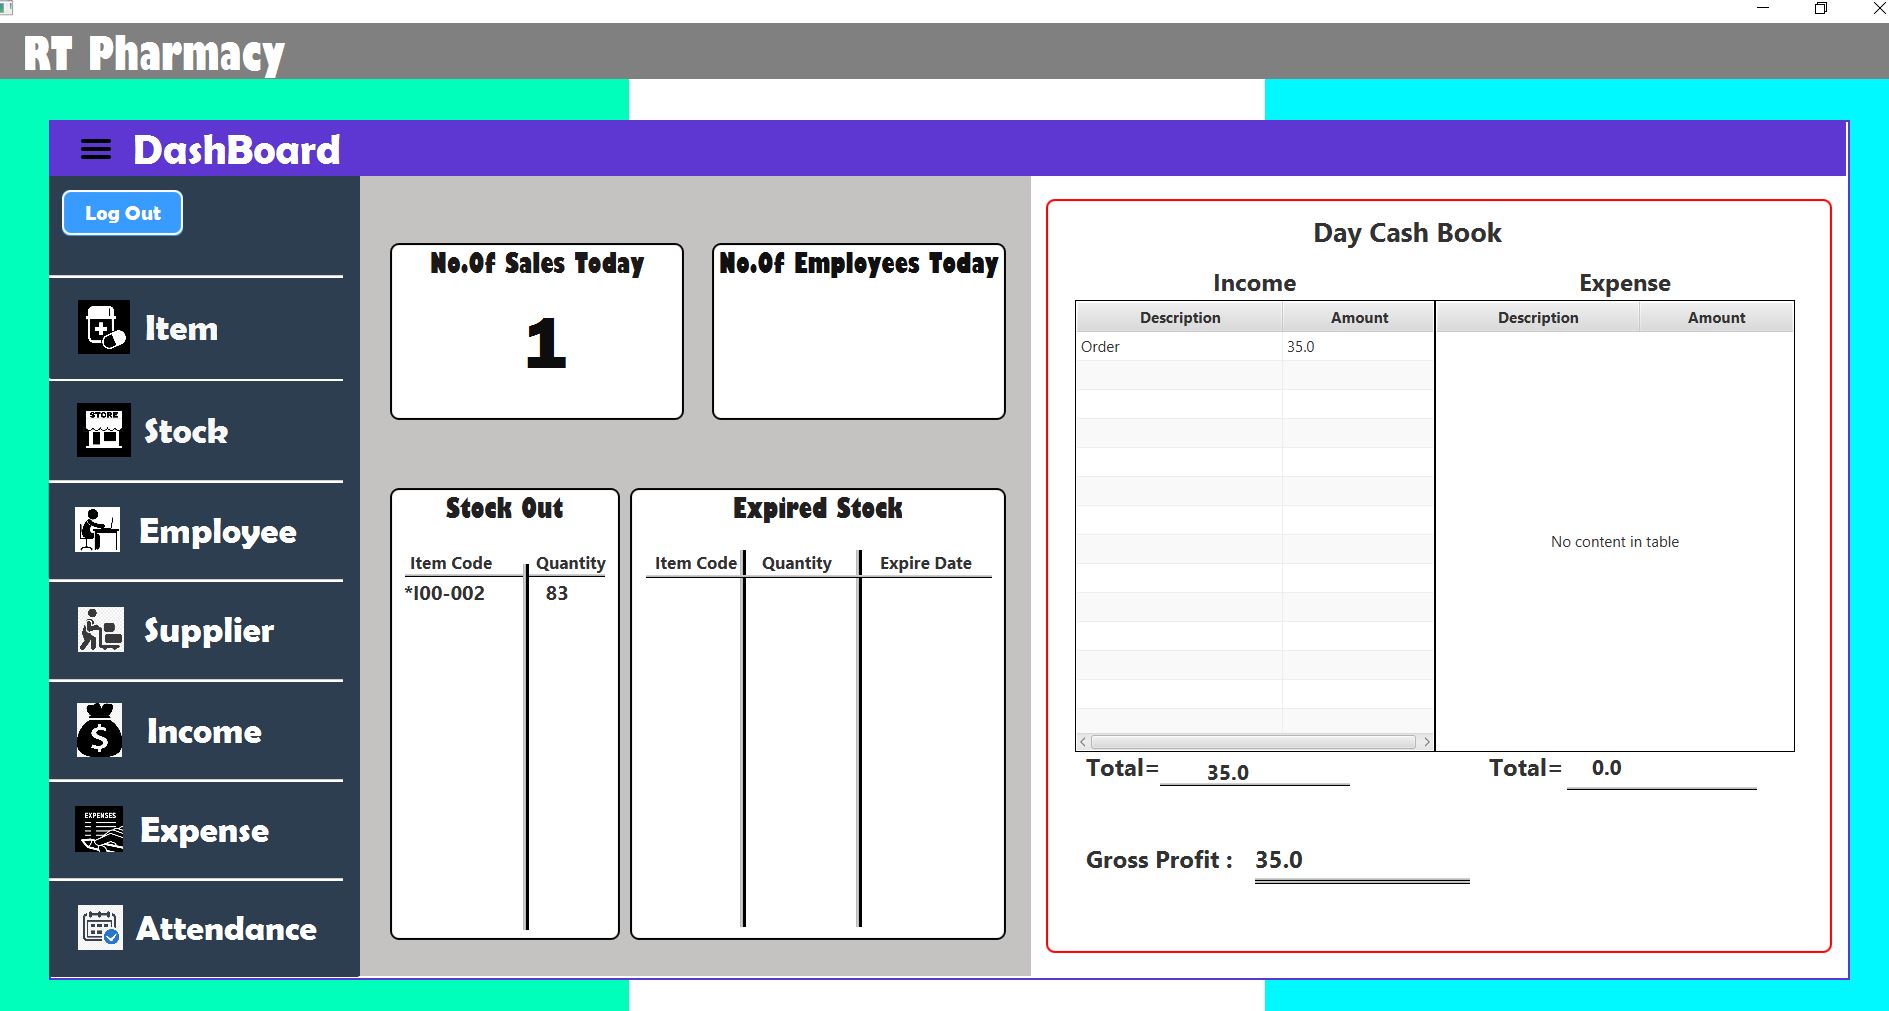 RT Pharmacy
DashBoard
Log Out
Item
STORE
Stock
Employee
Supplier
$
Income
EXPENSES
Expense
Attendance
No.Of Sales Today
1
No.Of Employees Today
Stock Out
Item Code Quantity
*I00-002 83
Expired Stock
Item Code Quantity Expire Date
Day Cash Book
Income Expense
Description Amount Description Amount
Order 35.0
No content in table
Total= 35.0 Total= 0.0
Gross Profit : 35.0